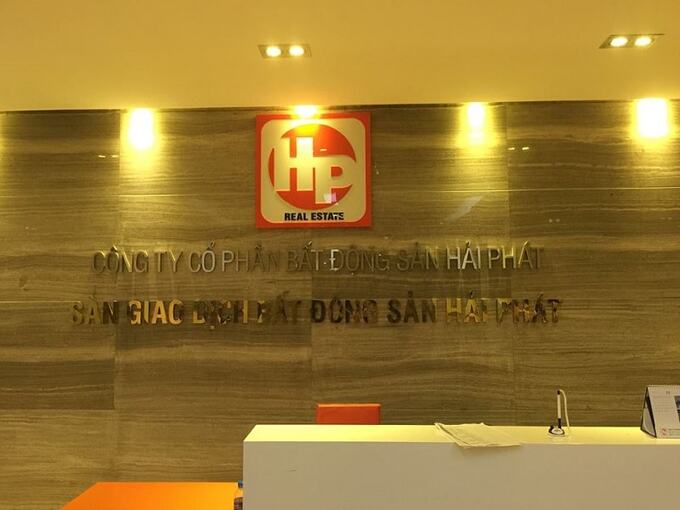 HP
REAL ESTATE
CÔNG TY CỔ PHẦN BẤT ĐỘNG SẢN HẢI PHÁT
SÀN GIAO DỊCH BẤT ĐỘNG SẢN HẢI PHÁT